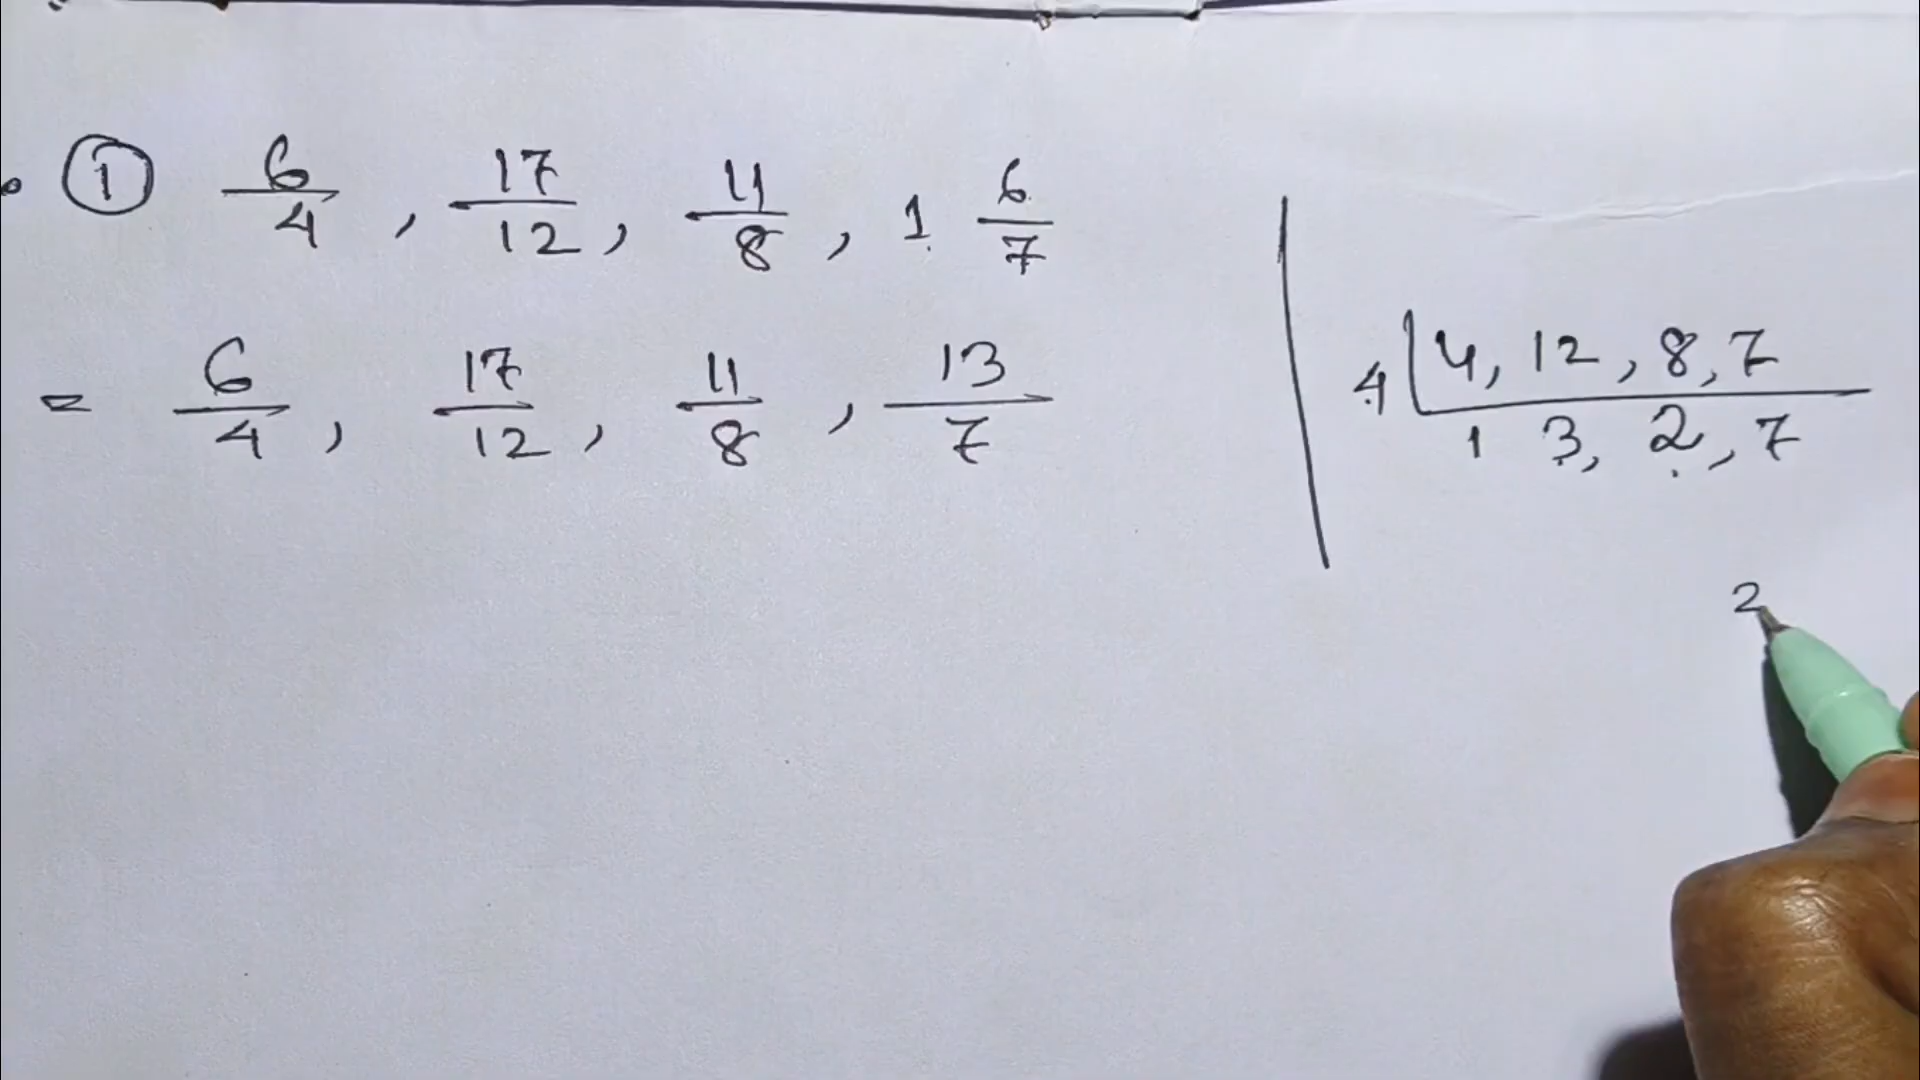 ① 6/4, 17/12, 11/8, 1 6/7
= 6/4, 17/12, 11/8, 13/7
4 | 4, 12, 8, 7
1 3, 2, 7
2